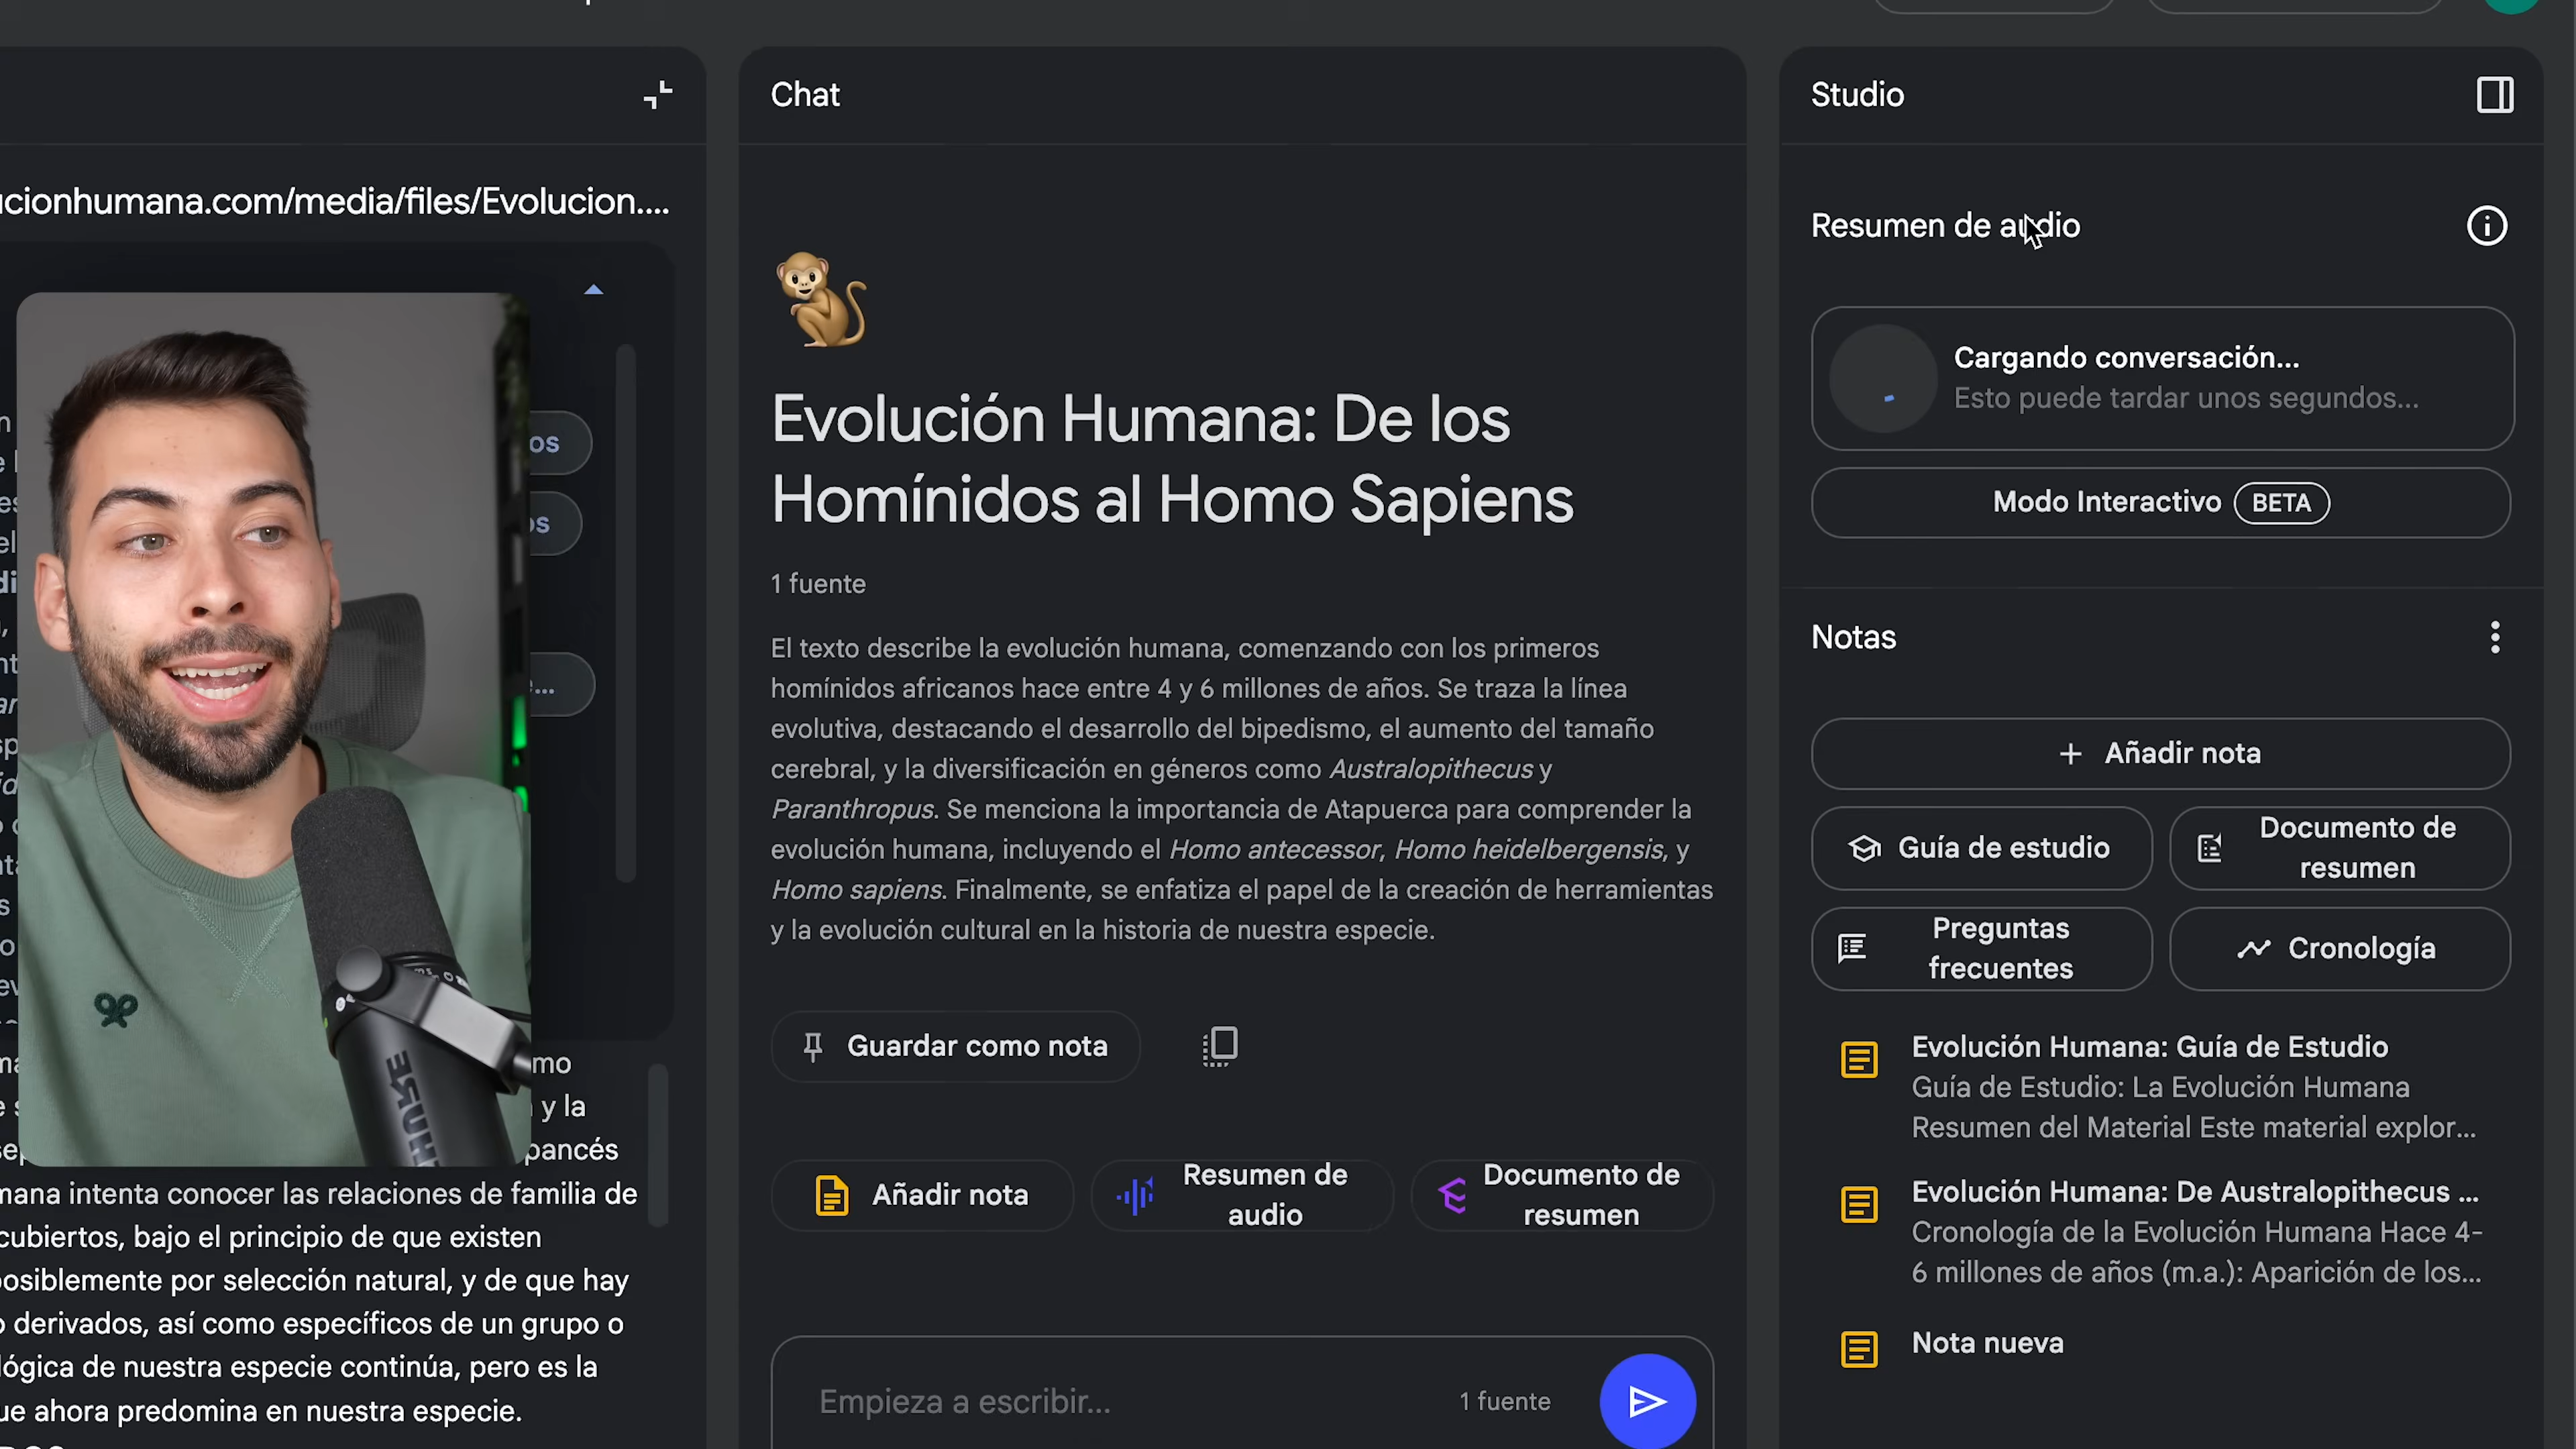 Chat
Studio
cionhumana.com/media/files/Evolucion....
Resumen de audio
Cargando conversación...
Esto puede tardar unos segundos...
Modo Interactivo BETA
Evolución Humana: De los
Homínidos al Homo Sapiens
1 fuente
El texto describe la evolución humana, comenzando con los primeros
homínidos africanos hace entre 4 y 6 millones de años. Se traza la línea
evolutiva, destacando el desarrollo del bipedismo, el aumento del tamaño
cerebral, y la diversificación en géneros como Australopithecus y
Paranthropus. Se menciona la importancia de Atapuerca para comprender la
evolución humana, incluyendo el Homo antecessor, Homo heidelbergensis, y
Homo sapiens. Finalmente, se enfatiza el papel de la creación de herramientas
y la evolución cultural en la historia de nuestra especie.
Guardar como nota
Añadir nota
Resumen de
audio
Documento de
resumen
Empieza a escribir...
1 fuente
Notas
+ Añadir nota
Guía de estudio
Documento de
resumen
Preguntas
frecuentes
Cronología
Evolución Humana: Guía de Estudio
Guía de Estudio: La Evolución Humana
Resumen del Material Este material explor...
Evolución Humana: De Australopithecus ...
Cronología de la Evolución Humana Hace 4-
6 millones de años (m.a.): Aparición de los...
Nota nueva
os
os
e...
mo
y la
pancés
mana intenta conocer las relaciones de familia de
cubiertos, bajo el principio de que existen
posiblemente por selección natural, y de que hay
o derivados, así como específicos de un grupo o
lógica de nuestra especie continúa, pero es la
ue ahora predomina en nuestra especie.
SHURE